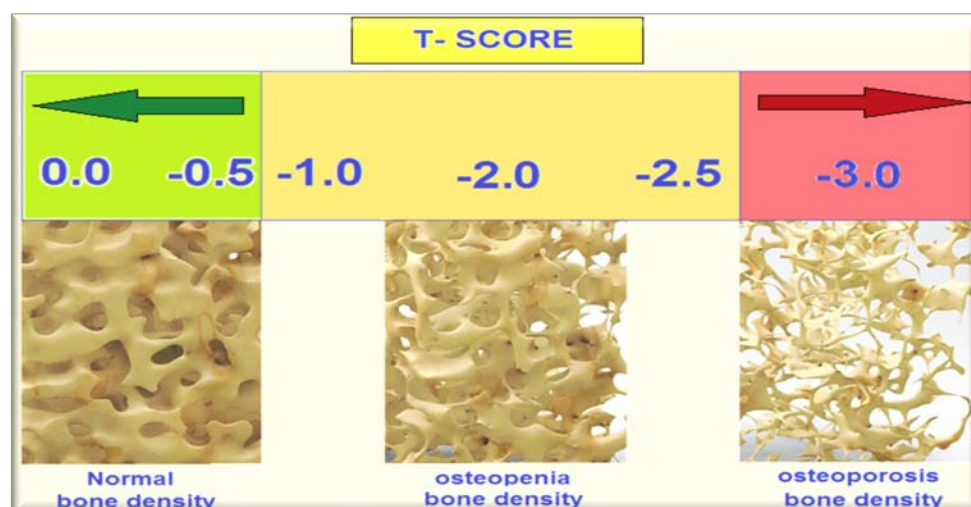 T- SCORE
0.0 -0.5 -1.0 -2.0 -2.5 -3.0
Normal
bone density
osteopenia
bone density
osteoporosis
bone density